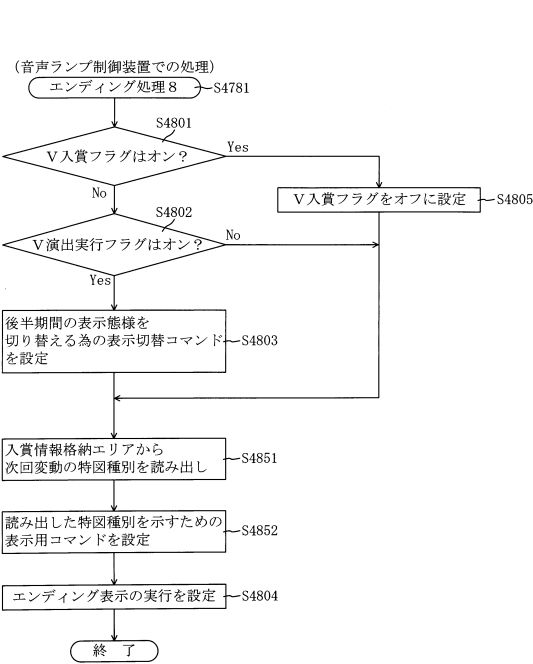 (音声ランプ制御装置での処理)
エンディング処理8 S4781
S4801
V入賞フラグはオン?
Yes
No
V入賞フラグをオフに設定 S4805
S4802
V演出実行フラグはオン?
No
Yes
後半期間の表示態様を
切り替える為の表示切替コマンド
を設定
S4803
入賞情報格納エリアから
次回変動の特図種別を読み出し
S4851
読み出した特図種別を示すための
表示用コマンドを設定
S4852
エンディング表示の実行を設定 S4804
終 了